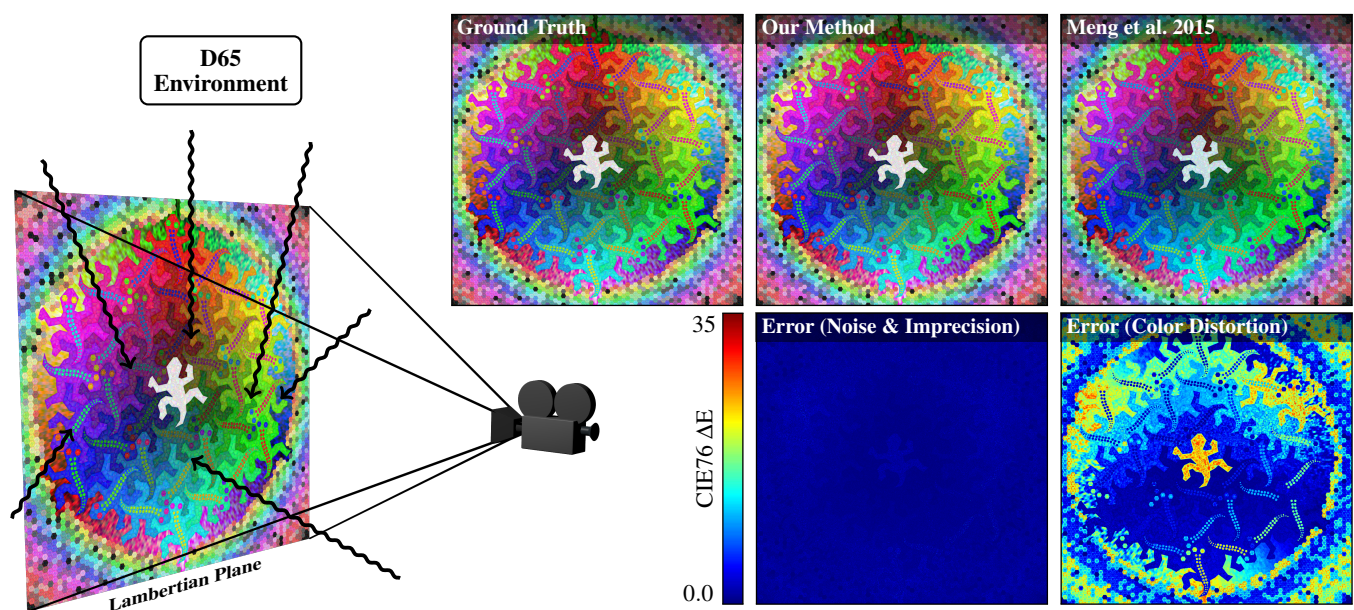 D65
Environment
Lambertian Plane
Ground Truth
Our Method
Meng et al. 2015
35
CIE76 ΔE
0.0
Error (Noise & Imprecision)
Error (Color Distortion)